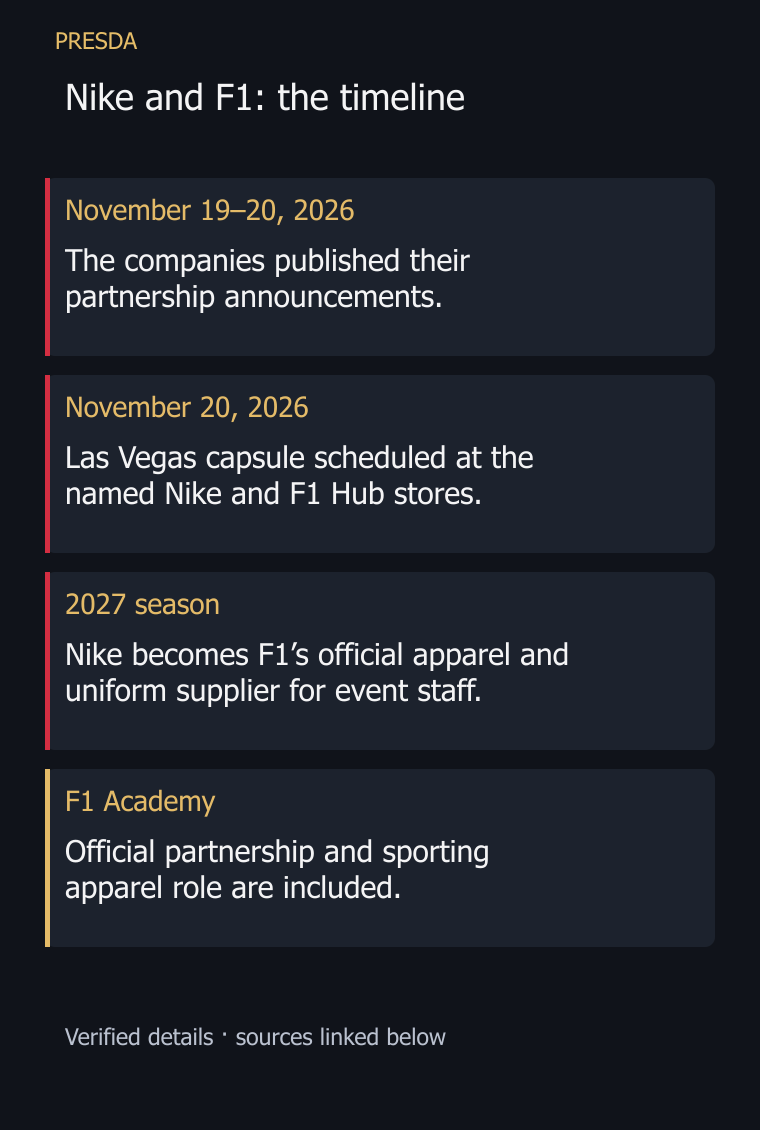 PRESDA
Nike and F1: the timeline
November 19–20, 2026
The companies published their
partnership announcements.
November 20, 2026
Las Vegas capsule scheduled at the
named Nike and F1 Hub stores.
2027 season
Nike becomes F1’s official apparel and
uniform supplier for event staff.
F1 Academy
Official partnership and sporting
apparel role are included.
Verified details · sources linked below